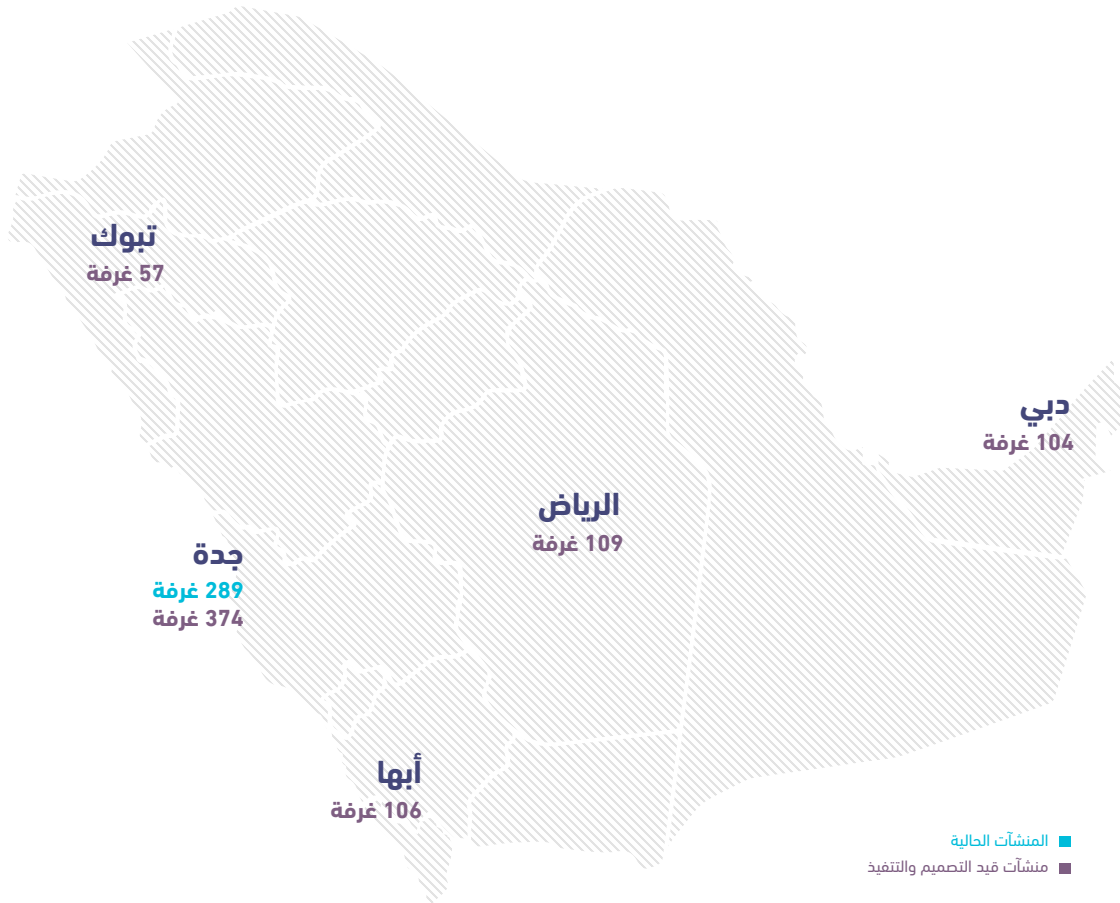 تبوك
57 غرفة
دبي
104 غرفة
الرياض
109 غرفة
جدة
289 غرفة
374 غرفة
أبها
106 غرفة
المنشآت الحالية
منشآت قيد التصميم والتتفيذ